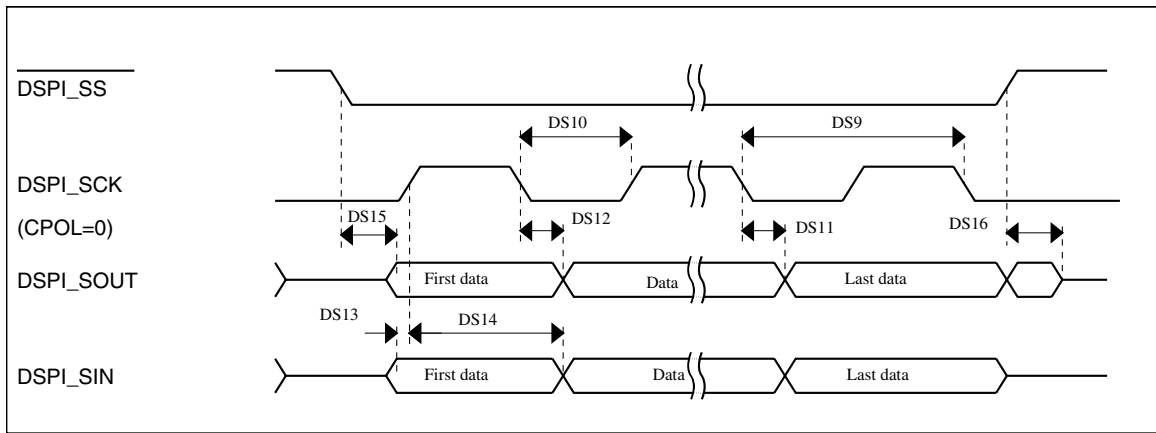 DSPI_SS
DS10
DS9
DSPI_SCK
(CPOL=0)
DS15
DS12
DS11
DS16
DSPI_SOUT
First data
Data
Last data
DS13
DS14
DSPI_SIN
First data
Data
Last data